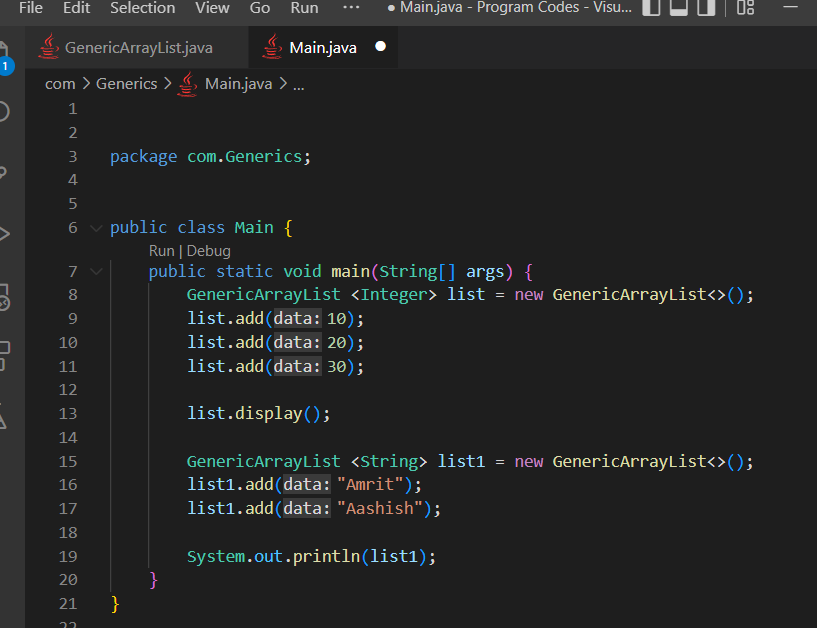 File Edit Selection View Go Run ··· ● Main.java - Program Codes - Visu...
GenericArrayList.java Main.java ●
1
com > Generics > Main.java > ...
1
2
3 package com.Generics;
4
5
6 public class Main {
Run | Debug
7 public static void main(String[] args) {
8 GenericArrayList <Integer> list = new GenericArrayList<>();
9 list.add(data: 10);
10 list.add(data: 20);
11 list.add(data: 30);
12
13 list.display();
14
15 GenericArrayList <String> list1 = new GenericArrayList<>();
16 list1.add(data: "Amrit");
17 list1.add(data: "Aashish");
18
19 System.out.println(list1);
20 }
21 }
22